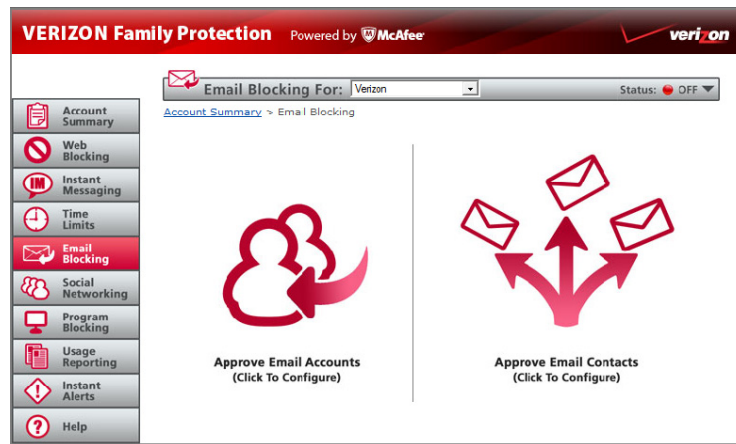 VERIZON Family Protection Powered by McAfee
verizon
Email Blocking For: Verizon
Status: OFF
Account Summary > Email Blocking
Account
Summary
Web
Blocking
IM
Instant
Messaging
Time
Limits
Email
Blocking
Social
Networking
Program
Blocking
Usage
Reporting
Instant
Alerts
Help
Approve Email Accounts
(Click To Configure)
Approve Email Contacts
(Click To Configure)